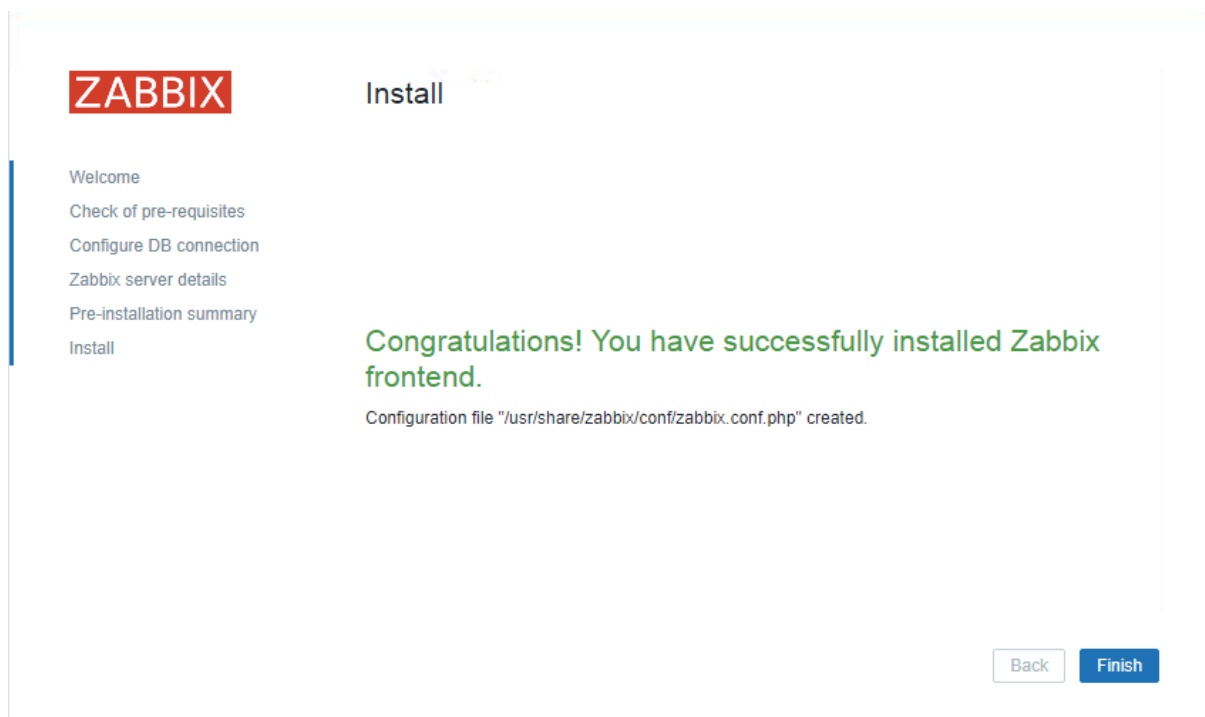 ZABBIX
Install
Welcome
Check of pre-requisites
Configure DB connection
Zabbix server details
Pre-installation summary
Install
Congratulations! You have successfully installed Zabbix
frontend.
Configuration file "/usr/share/zabbix/conf/zabbix.conf.php" created.
Back
Finish